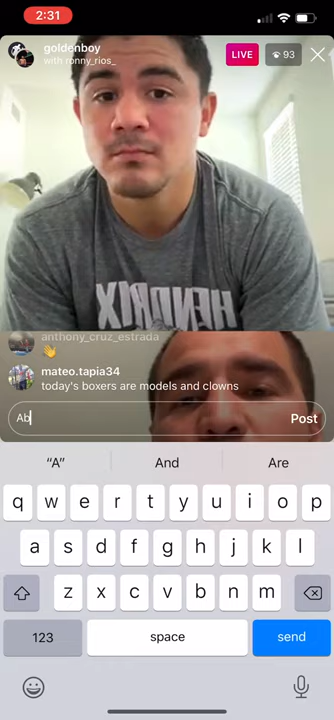 2:31
goldenboy
with ronny_rios_
LIVE
93
HENDRIX
anthony_cruz_estrada
👋
mateo.tapia34
today's boxers are models and clowns
Ab
Post
"A" And Are
q w e r t y u i o p
a s d f g h j k l
z x c v b n m
123 space send